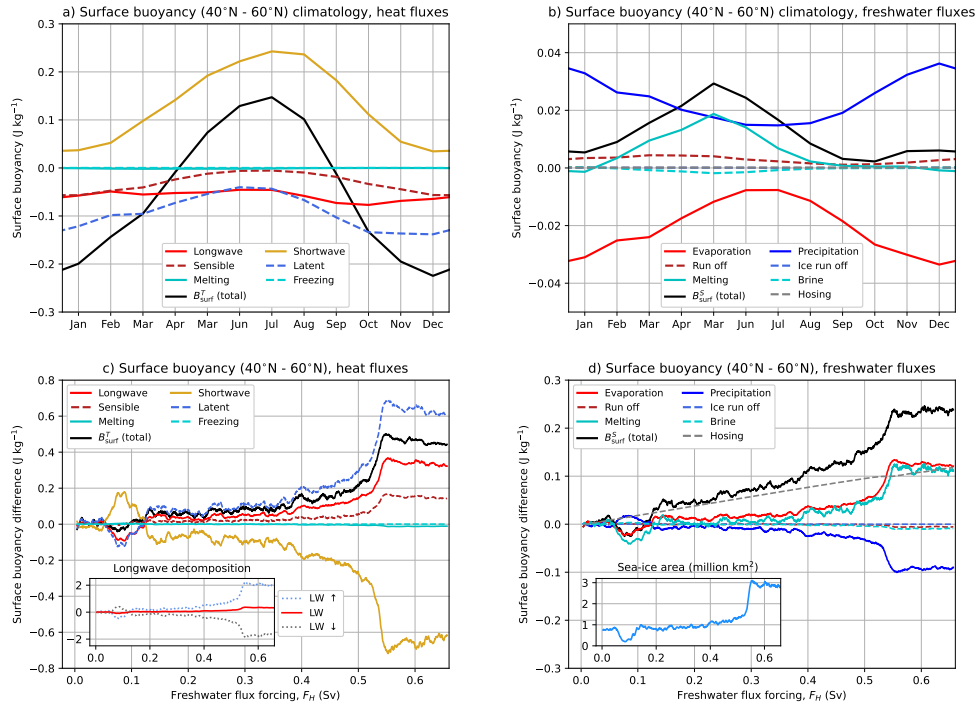 a) Surface buoyancy (40°N - 60°N) climatology, heat fluxes
Surface buoyancy (J kg⁻¹)
0.3
0.2
0.1
0.0
−0.1
−0.2
−0.3
Longwave
Sensible
Melting
B^T_surf (total)
Shortwave
Latent
Freezing
Jan Feb Mar Apr May Jun Jul Aug Sep Oct Nov Dec
b) Surface buoyancy (40°N - 60°N) climatology, freshwater fluxes
Surface buoyancy (J kg⁻¹)
0.04
0.02
0.00
−0.02
−0.04
Evaporation
Run off
Melting
B^S_surf (total)
Precipitation
Ice run off
Brine
Hosing
Jan Feb Mar Apr May Jun Jul Aug Sep Oct Nov Dec
c) Surface buoyancy (40°N - 60°N), heat fluxes
Surface buoyancy difference (J kg⁻¹)
0.8
0.6
0.4
0.2
0.0
−0.2
−0.4
−0.6
−0.8
Longwave
Sensible
Melting
B^T_surf (total)
Shortwave
Latent
Freezing
Longwave decomposition
2
0
−2
0.0 0.2 0.4 0.6
LW ↑
LW
LW ↓
0.0 0.1 0.2 0.3 0.4 0.5 0.6
Freshwater flux forcing, F_H (Sv)
d) Surface buoyancy (40°N - 60°N), freshwater fluxes
Surface buoyancy difference (J kg⁻¹)
0.3
0.2
0.1
0.0
−0.1
−0.2
−0.3
Evaporation
Run off
Melting
B^S_surf (total)
Precipitation
Ice run off
Brine
Hosing
Sea-ice area (million km²)
3
2
1
0
0.0 0.2 0.4 0.6
0.0 0.1 0.2 0.3 0.4 0.5 0.6
Freshwater flux forcing, F_H (Sv)